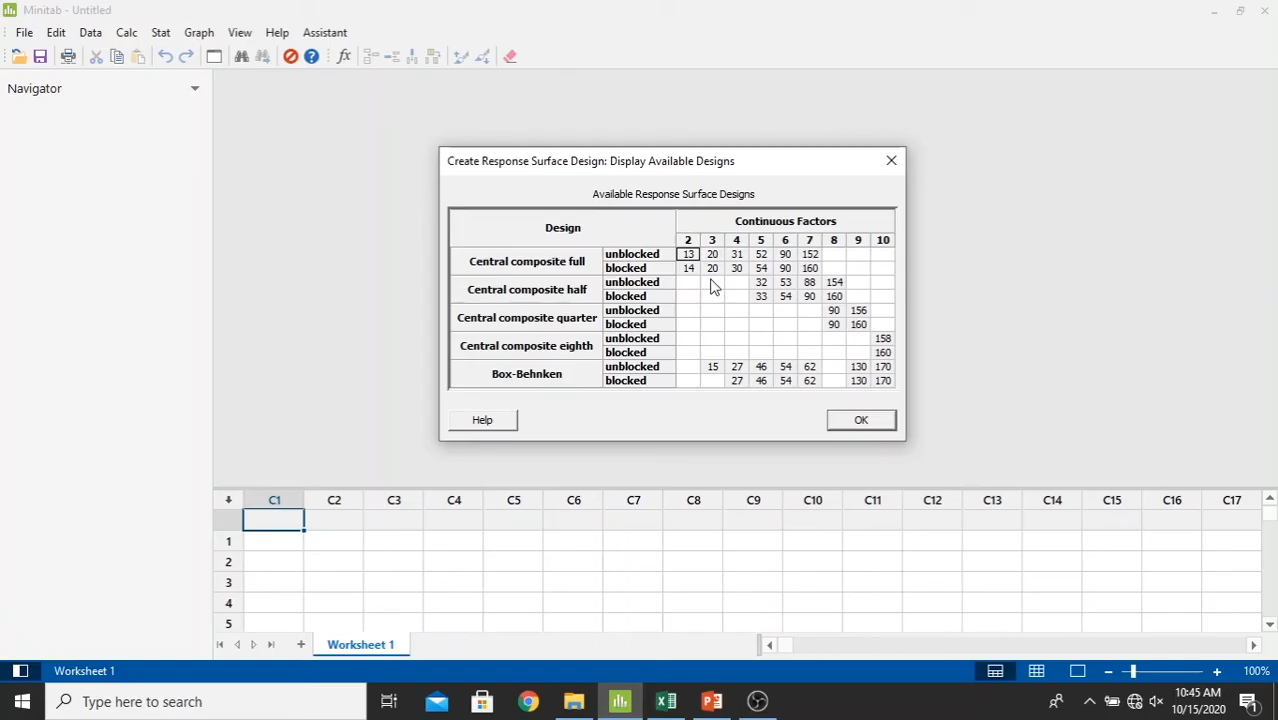 Minitab - Untitled
File Edit Data Calc Stat Graph View Help Assistant
Navigator
Create Response Surface Design: Display Available Designs
Available Response Surface Designs
Design Continuous Factors
2 3 4 5 6 7 8 9 10
Central composite full unblocked 13 20 31 52 90 152
blocked 14 20 30 54 90 160
Central composite half unblocked 32 53 88 154
blocked 33 54 90 160
Central composite quarter unblocked 90 156
blocked 90 160
Central composite eighth unblocked 158
blocked 160
Box-Behnken unblocked 15 27 46 54 62 130 170
blocked 27 46 54 62 130 170
Help OK
C1 C2 C3 C4 C5 C6 C7 C8 C9 C10 C11 C12 C13 C14 C15 C16 C17
1
2
3
4
5
Worksheet 1
Worksheet 1 100%
Type here to search
10:45 AM
10/15/2020